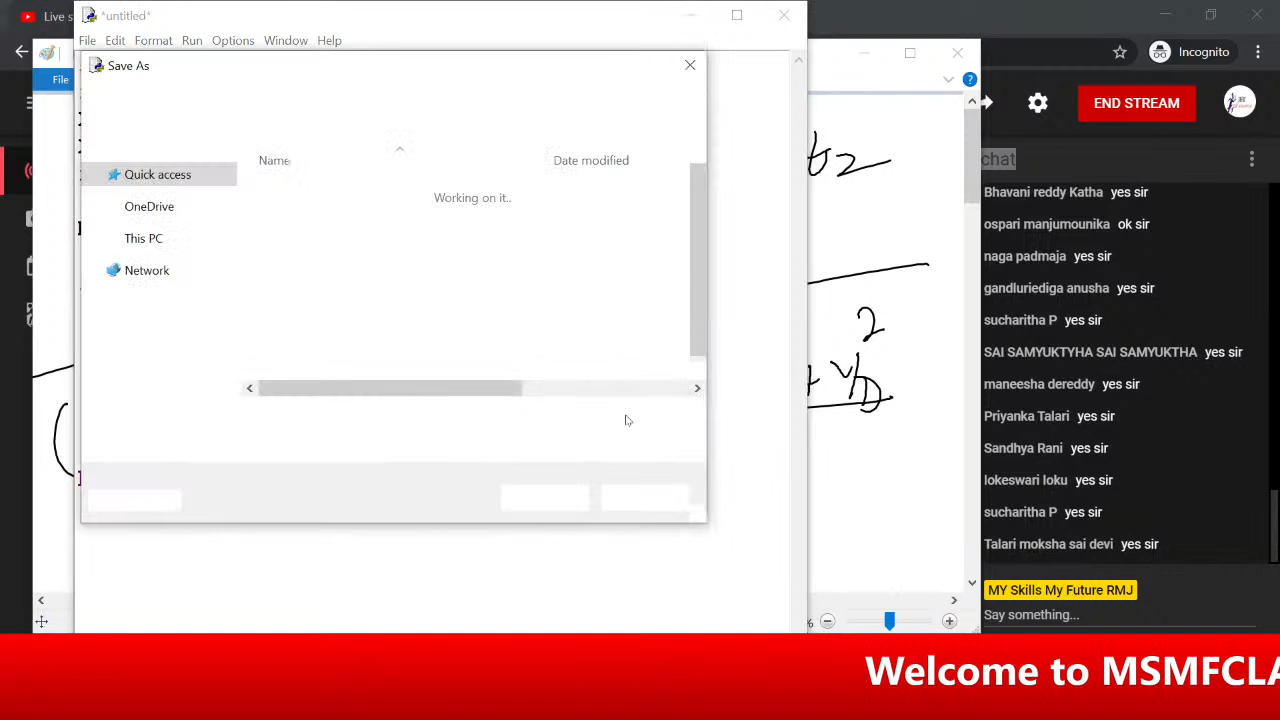 Live s
*untitled*
File Edit Format Run Options Window Help
Incognito
Save As
File
END STREAM
Name
Date modified
chat
Quick access
Working on it..
OneDrive
This PC
Network
Bhavani reddy Katha yes sir
ospari manjumounika ok sir
naga padmaja yes sir
gandluriediga anusha yes sir
sucharitha P yes sir
SAI SAMYUKTYHA SAI SAMYUKTHA yes sir
maneesha dereddy yes sir
Priyanka Talari yes sir
Sandhya Rani yes sir
lokeswari loku yes sir
sucharitha P yes sir
Talari moksha sai devi yes sir
2
MY Skills My Future RMJ
Say something...
%
Welcome to MSMFCLA